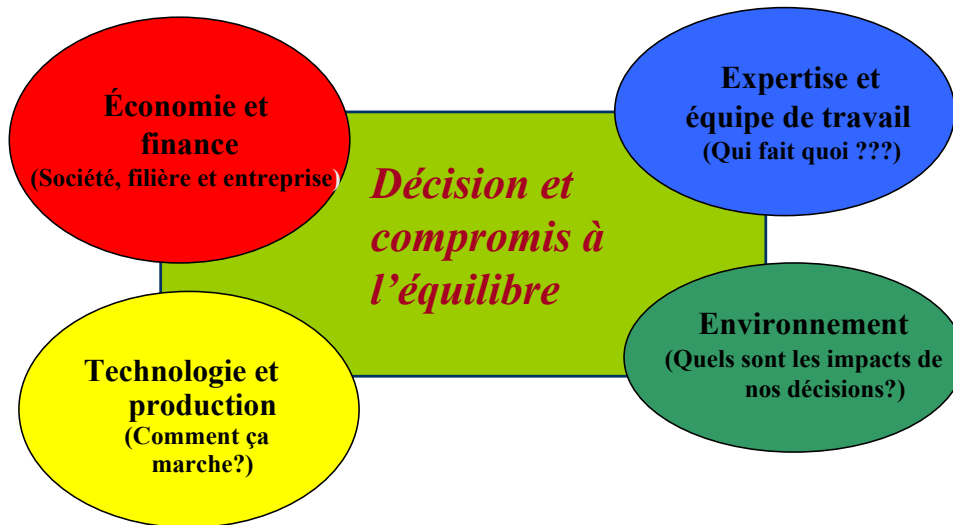 Économie et
finance
(Société, filière et entreprise)
Expertise et
équipe de travail
(Qui fait quoi ???)
Décision et
compromis à
l’équilibre
Technologie et
production
(Comment ça
marche?)
Environnement
(Quels sont les impacts de
nos décisions?)